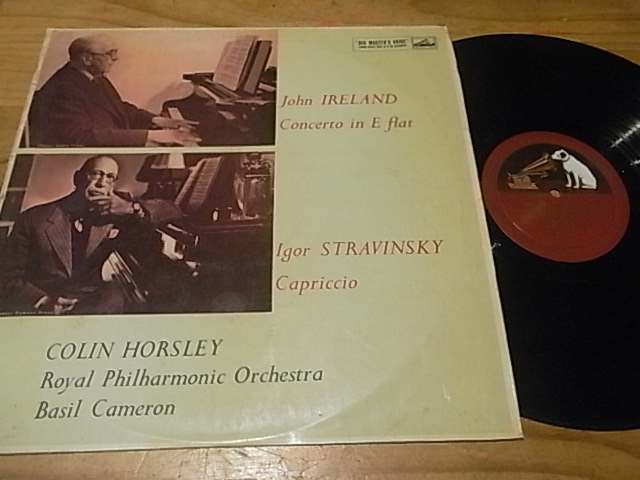 "HIS MASTER'S VOICE"
John IRELAND
Concerto in E flat
Igor STRAVINSKY
Capriccio
COLIN HORSLEY
Royal Philharmonic Orchestra
Basil Cameron